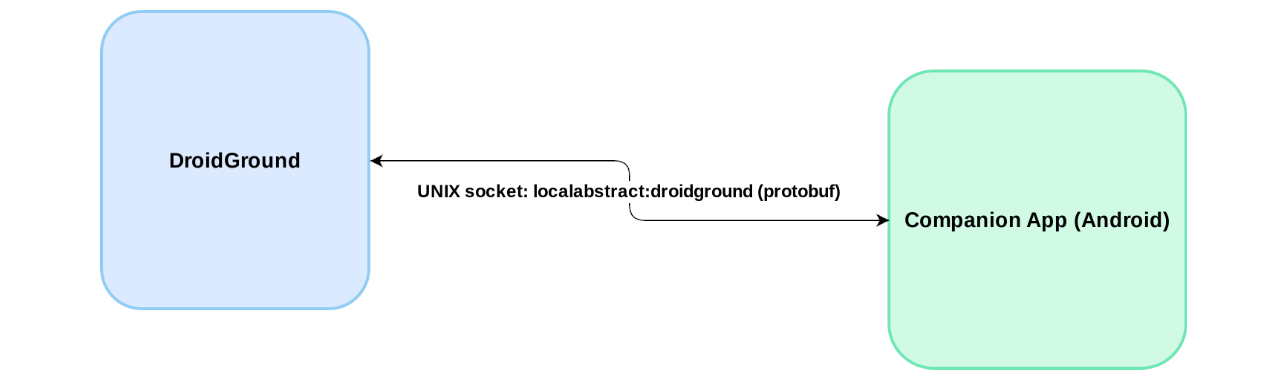 DroidGround
UNIX socket: localabstract:droidground (protobuf)
Companion App (Android)